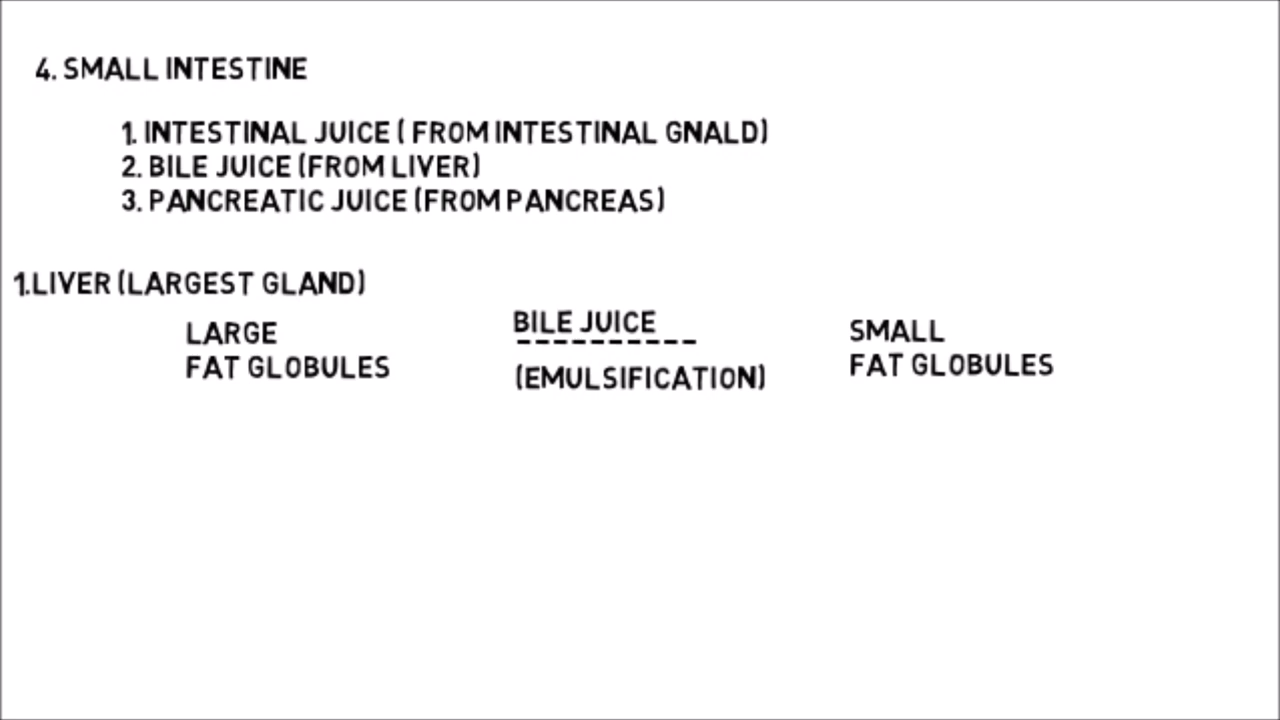 4. SMALL INTESTINE
1. INTESTINAL JUICE ( FROM INTESTINAL GNALD)
2. BILE JUICE (FROM LIVER)
3. PANCREATIC JUICE (FROM PANCREAS)
1.LIVER (LARGEST GLAND)
LARGE
FAT GLOBULES
BILE JUICE
----------
(EMULSIFICATION)
SMALL
FAT GLOBULES